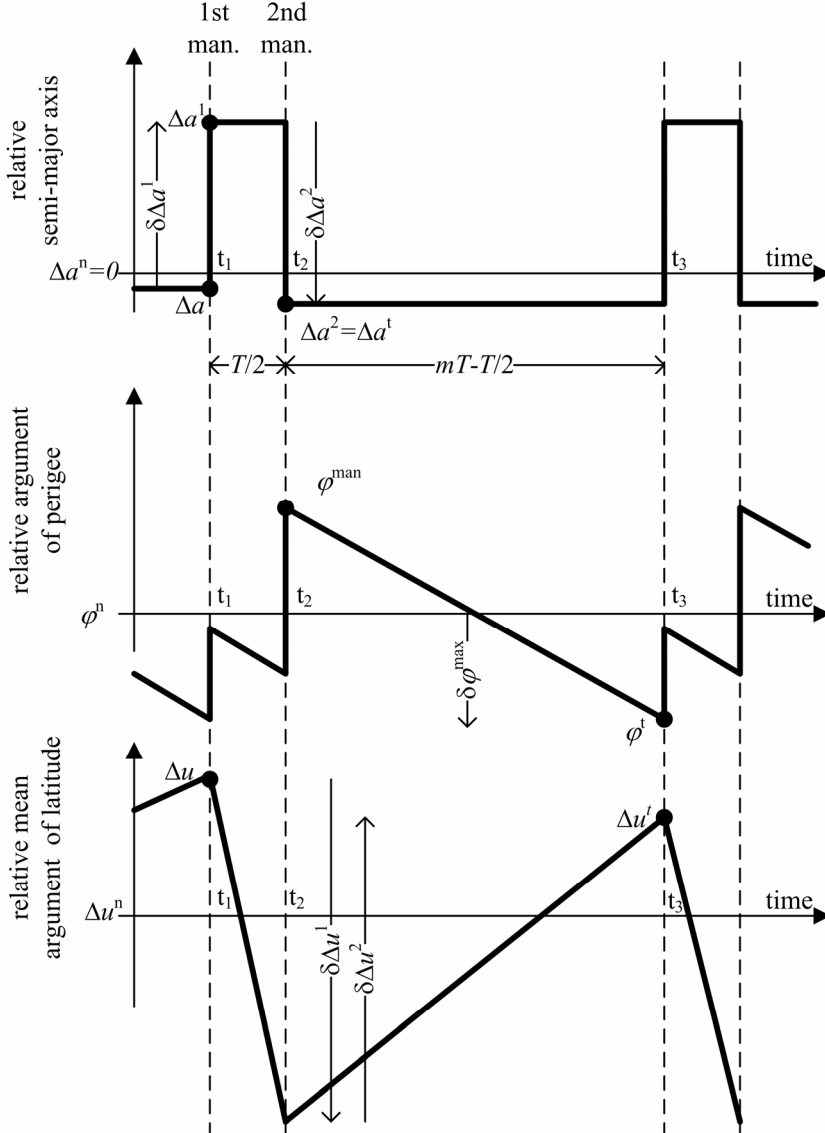 1st 2nd
man. man.
relative
semi-major axis
Δa¹
δΔa¹
δΔa²
t₁ t₂ t₃ time
Δaⁿ=0
Δa
Δa²=Δaᵗ
T/2 mT-T/2
relative argument
of perigee
φᵐᵃⁿ
t₁ t₂ t₃ time
φⁿ
δφᵐᵃˣ
φᵗ
relative mean
argument of latitude
Δu
Δuᵗ
t₁ t₂ t₃ time
Δuⁿ
δΔu¹
δΔu²